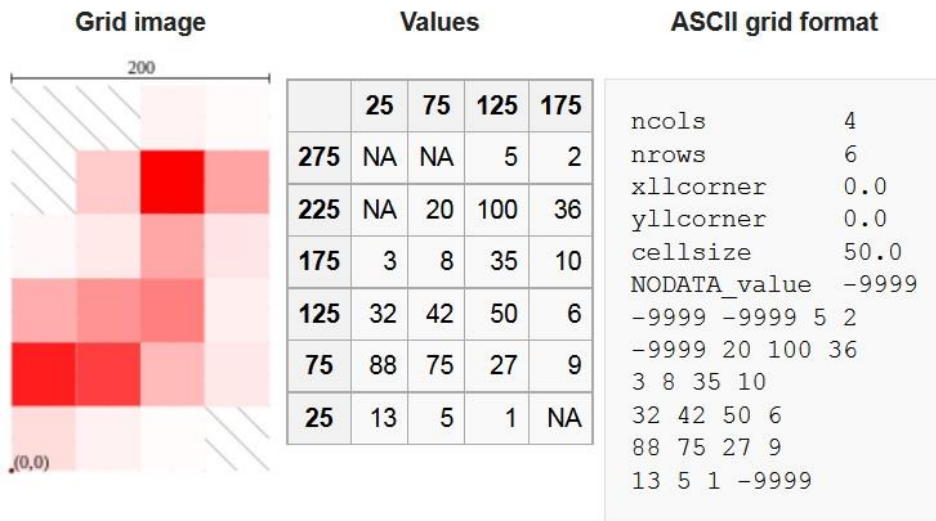 Grid image
200
(0,0)
Values
25 75 125 175
275 NA NA 5 2
225 NA 20 100 36
175 3 8 35 10
125 32 42 50 6
75 88 75 27 9
25 13 5 1 NA
ASCII grid format
ncols 4
nrows 6
xllcorner 0.0
yllcorner 0.0
cellsize 50.0
NODATA_value -9999
-9999 -9999 5 2
-9999 20 100 36
3 8 35 10
32 42 50 6
88 75 27 9
13 5 1 -9999